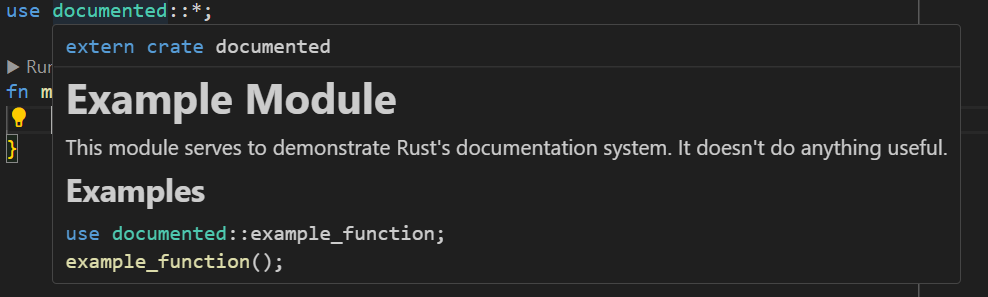 use documented::*;
extern crate documented
▶ Run
fn m
Example Module
This module serves to demonstrate Rust's documentation system. It doesn't do anything useful.
Examples
use documented::example_function;
example_function();
}